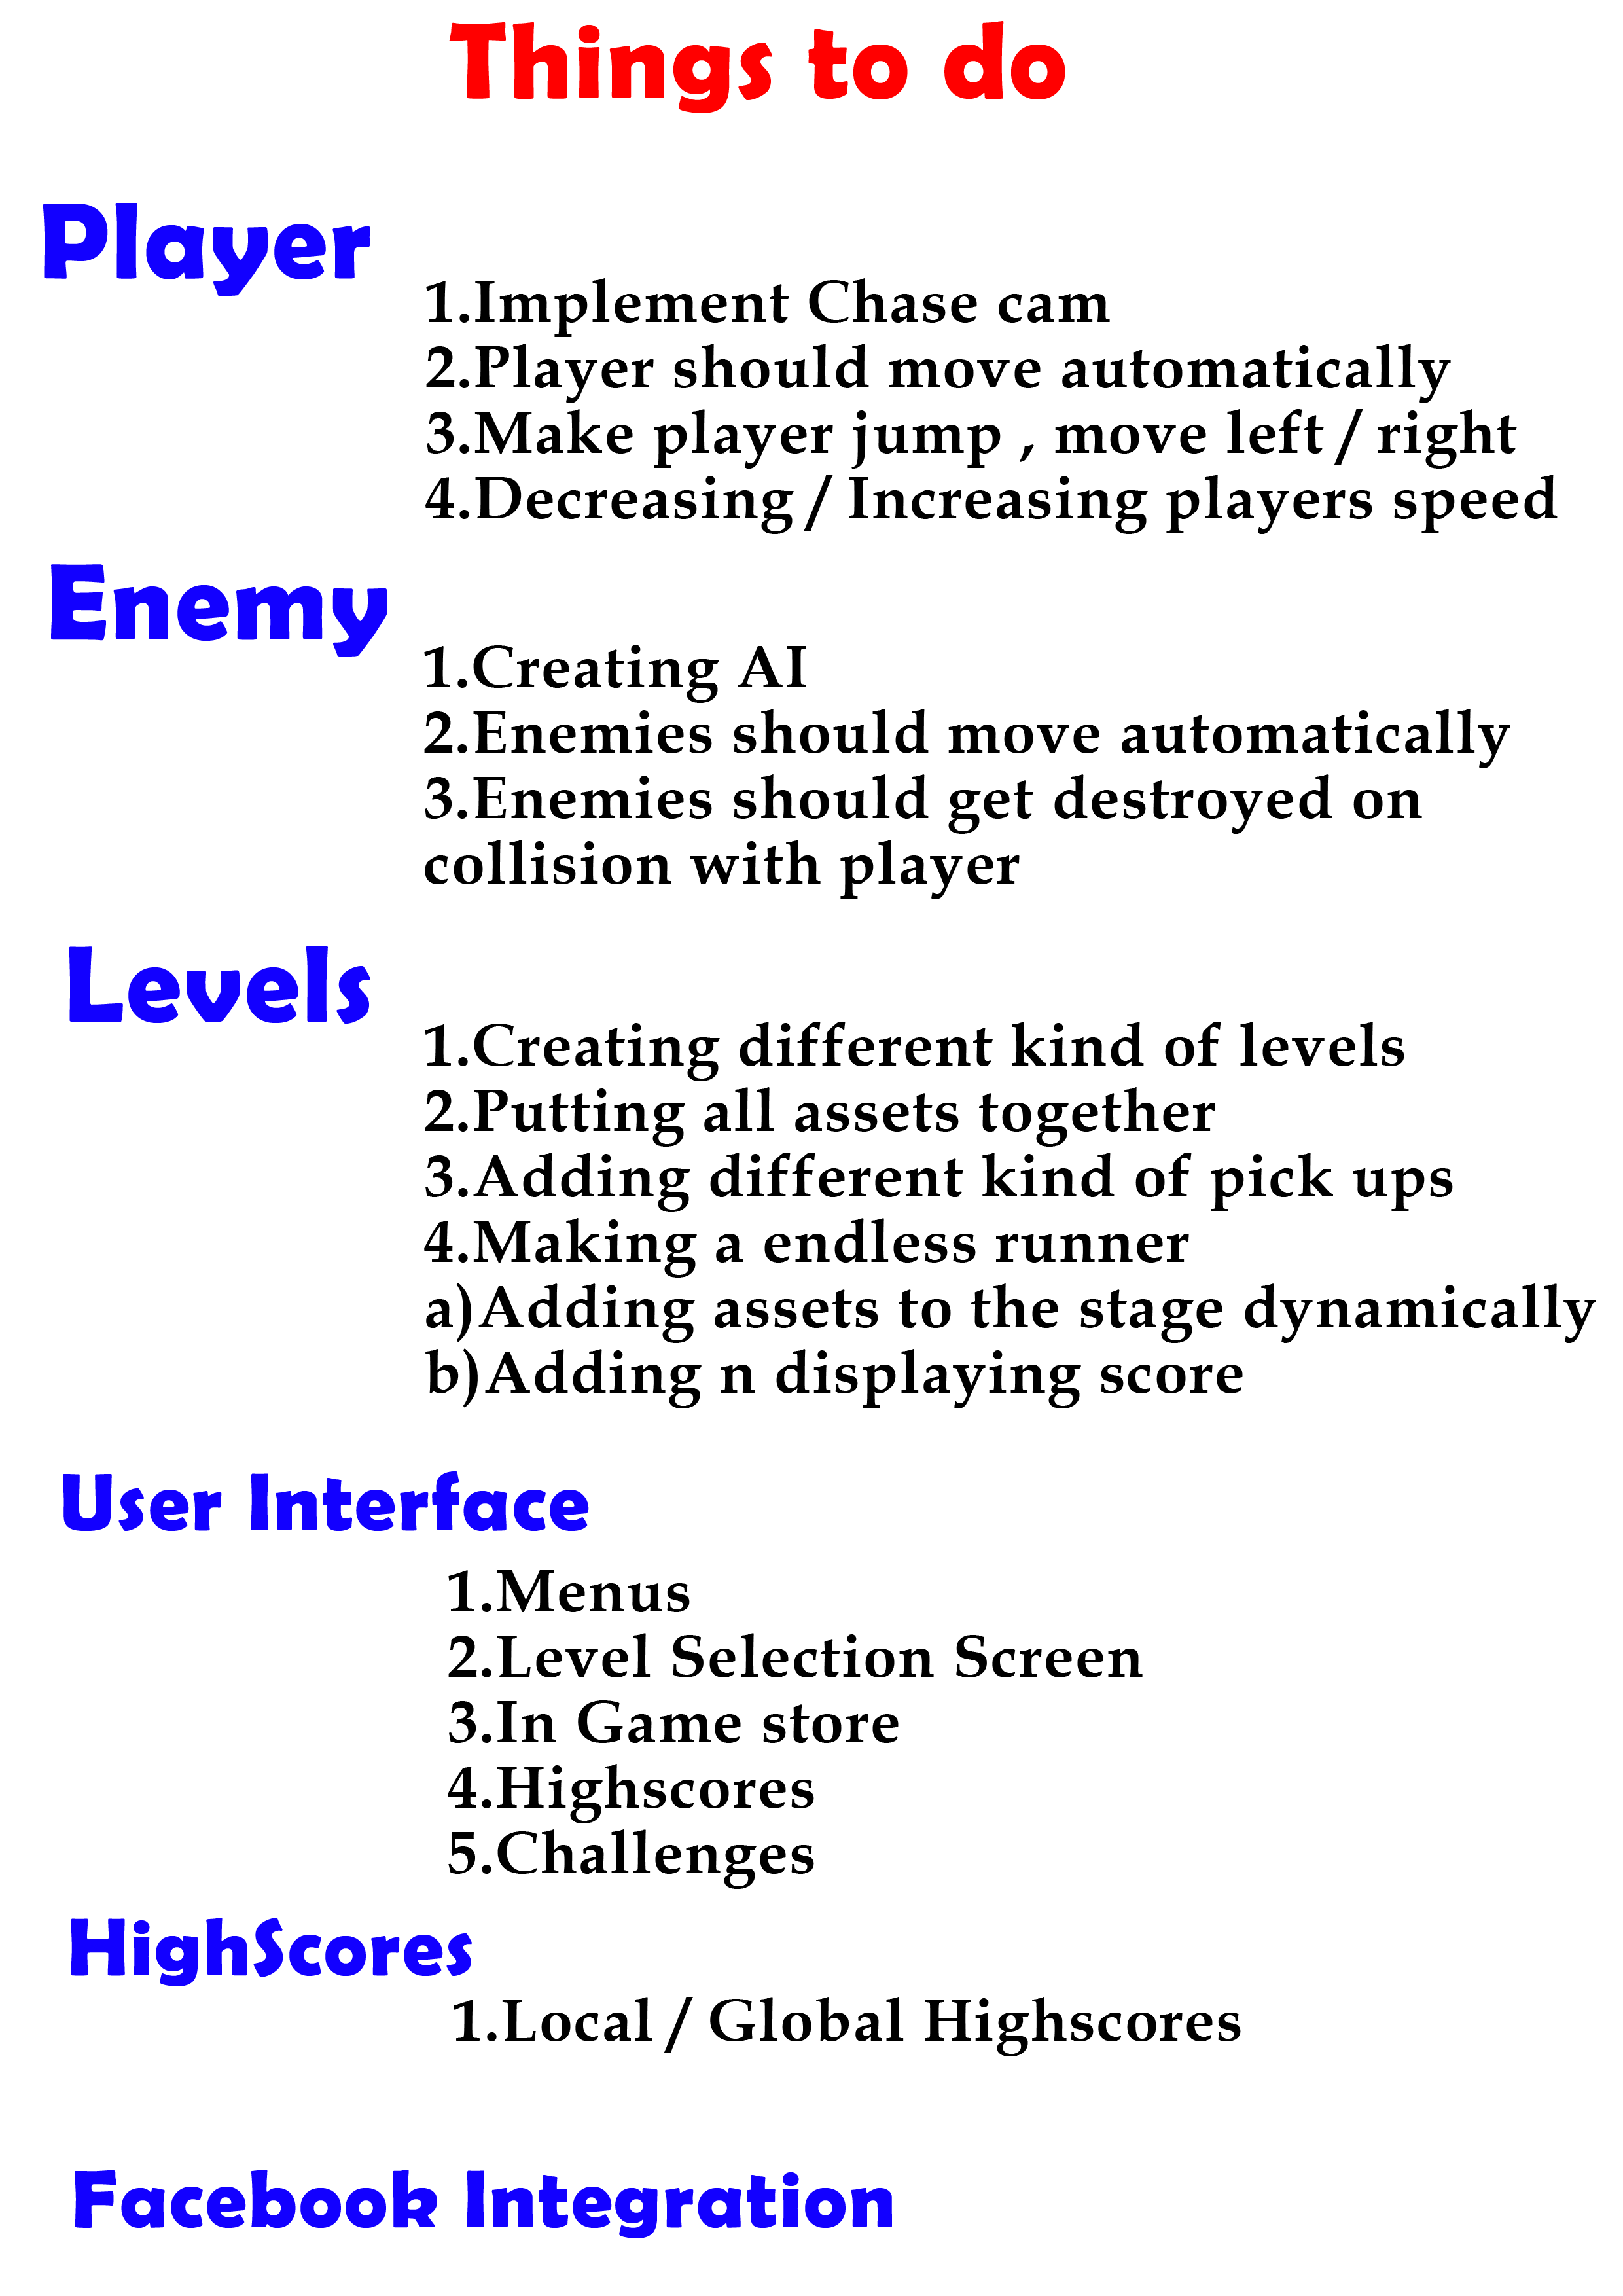 Things to do
Player
1.Implement Chase cam
2.Player should move automatically
3.Make player jump , move left / right
4.Decreasing / Increasing players speed
Enemy
1.Creating AI
2.Enemies should move automatically
3.Enemies should get destroyed on
collision with player
Levels
1.Creating different kind of levels
2.Putting all assets together
3.Adding different kind of pick ups
4.Making a endless runner
a)Adding assets to the stage dynamically
b)Adding n displaying score
User Interface
1.Menus
2.Level Selection Screen
3.In Game store
4.Highscores
5.Challenges
HighScores
1.Local / Global Highscores
Facebook Integration